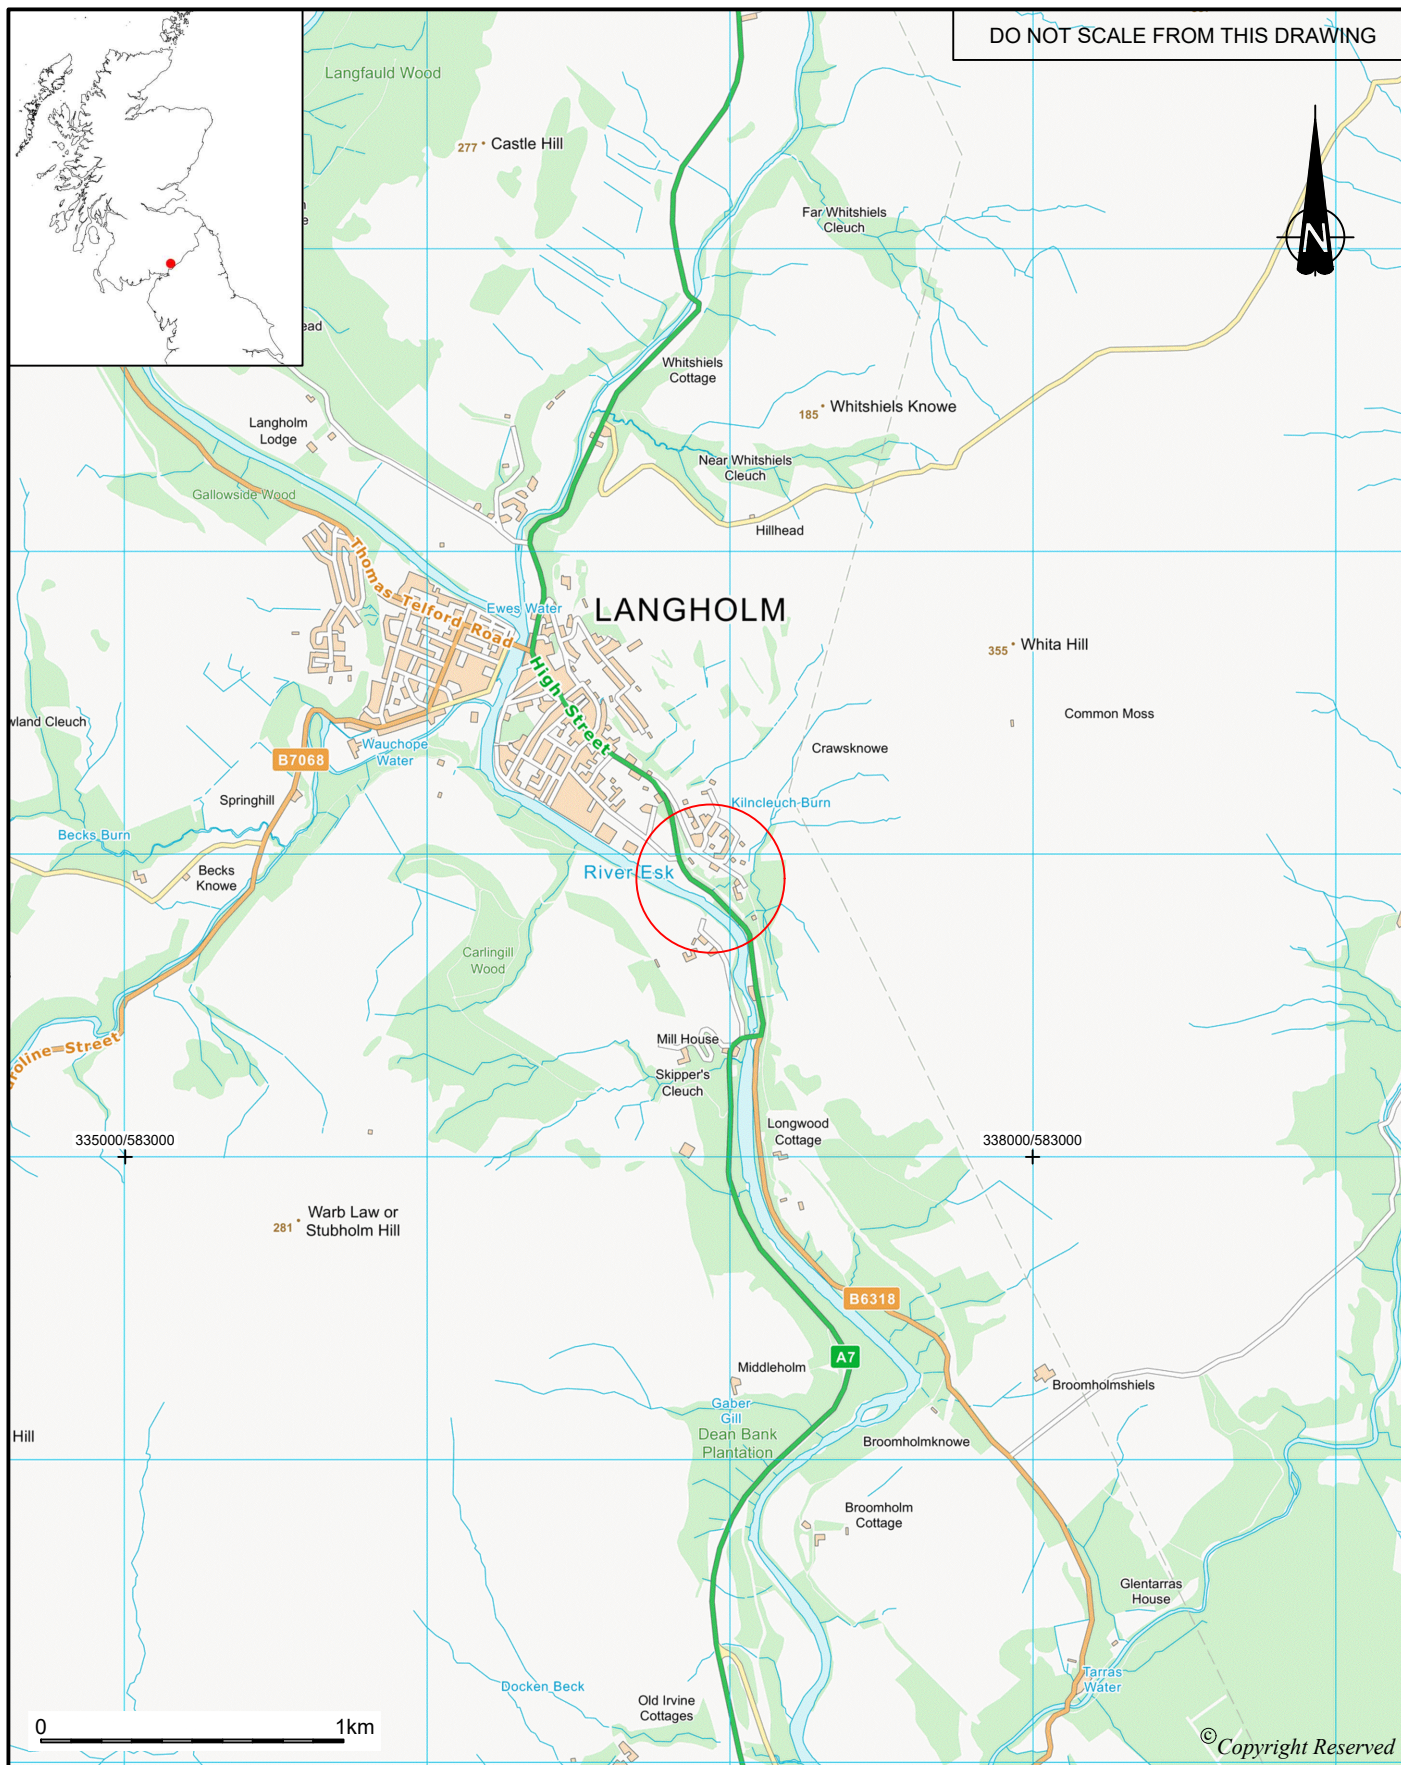 DO NOT SCALE FROM THIS DRAWING
Langfauld Wood
277 Castle Hill
Far Whitshiels
Cleuch
N
Whitshiels
Cottage
185 Whitshiels Knowe
Langholm
Lodge
Near Whitshiels
Cleuch
Gallowside Wood
Hillhead
Thomas Telford Road
Ewes Water
LANGHOLM
355 Whita Hill
High Street
Common Moss
wland Cleuch
Wauchope
Water
Crawsknowe
B7068
Springhill
Kilncleuch Burn
Becks Burn
River Esk
Becks
Knowe
Carlingill
Wood
roline Street
Mill House
Skipper's
Cleuch
Longwood
Cottage
335000/583000
338000/583000
281 Warb Law or
Stubholm Hill
B6318
A7
Middleholm
Broomholmshiels
Gaber
Gill
Dean Bank
Plantation
Hill
Broomholmknowe
Broomholm
Cottage
Glentarras
House
Tarras
Water
Docken Beck
Old Irvine
Cottages
0 1km
©Copyright Reserved